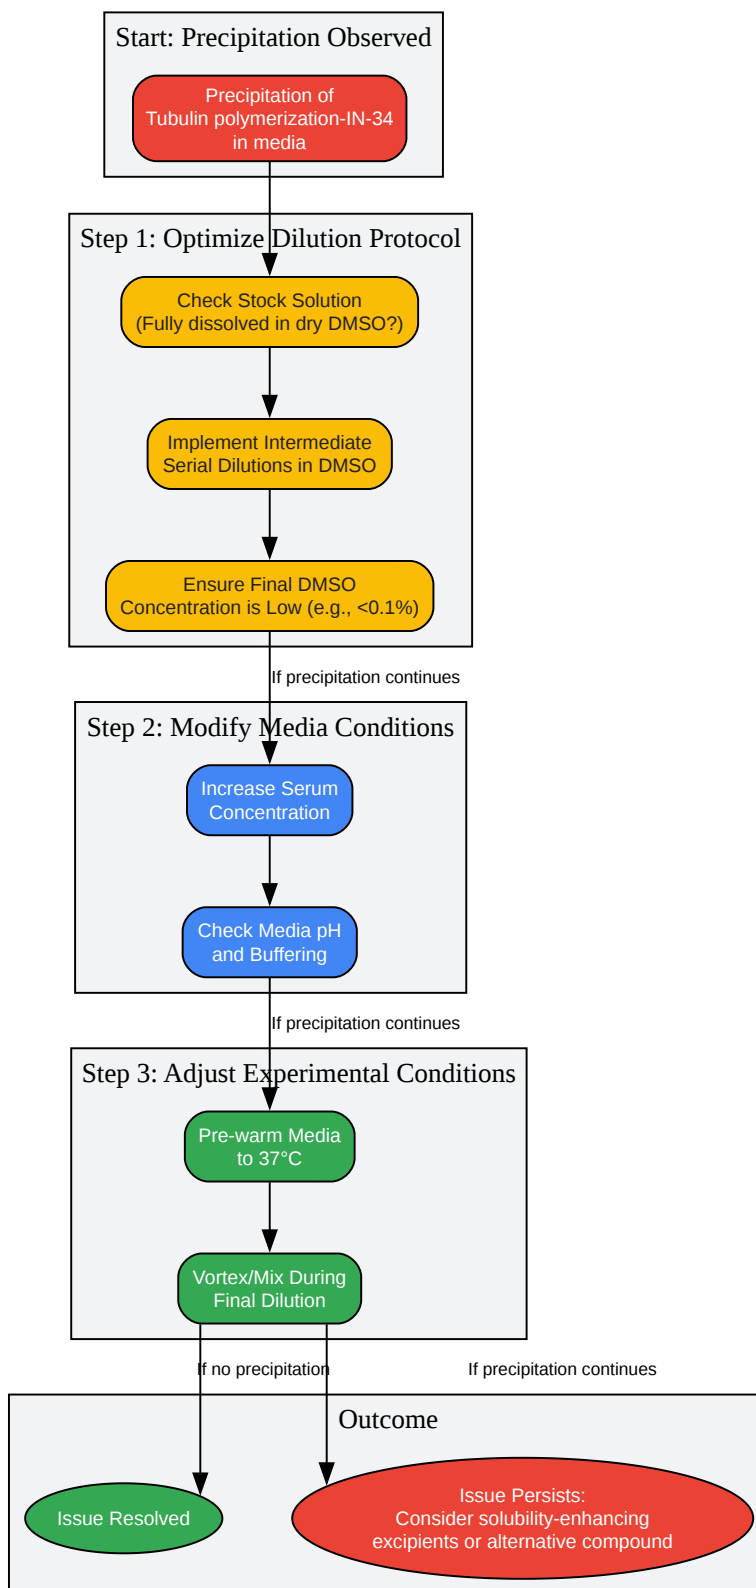 Start: Precipitation Observed
Precipitation of
Tubulin polymerization-IN-34
in media
Step 1: Optimize Dilution Protocol
Check Stock Solution
(Fully dissolved in dry DMSO?)
Implement Intermediate
Serial Dilutions in DMSO
Ensure Final DMSO
Concentration is Low (e.g., <0.1%)
If precipitation continues
Step 2: Modify Media Conditions
Increase Serum
Concentration
Check Media pH
and Buffering
If precipitation continues
Step 3: Adjust Experimental Conditions
Pre-warm Media
to 37°C
Vortex/Mix During
Final Dilution
If no precipitation
If precipitation continues
Outcome
Issue Resolved
Issue Persists:
Consider solubility-enhancing
excipients or alternative compound